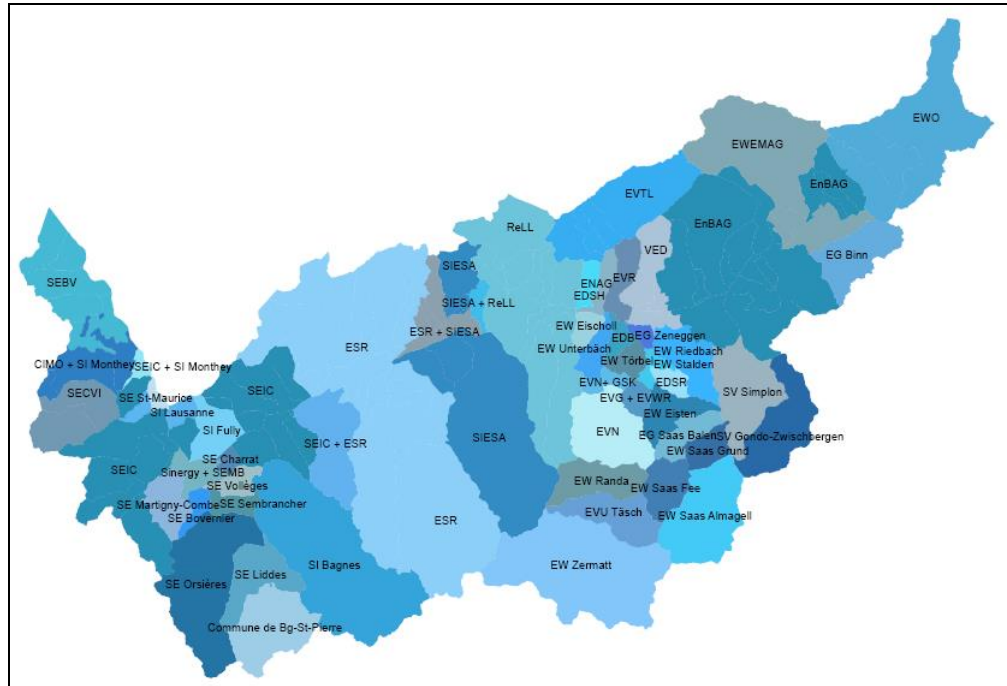 EWO
EWEMAG
EnBAG
EVTL
EnBAG
ReLL
VED
EG Binn
SIESA
EVR
SEBV
ENAG
EDSH
SIESA + ReLL
EW Eischoll
ESR + SIESA
EDB
EG Zeneggen
ESR
EW Unterbäch
EW Riedbach
EW Törbel
EW Stalden
CIMO + SI Monthey
SEIC + SI Monthey
EVN+ GSK
EDSR
SEIC
SV Simplon
SECVI
SE St-Maurice
EVG + EVWR
SI Lausanne
EW Eisten
SI Fully
EVN
SIESA
EG Saas Balen
SV Gondo-Zwischbergen
SEIC + ESR
EW Saas Grund
SE Charrat
SEIC
Sinergy + SEMB
EW Randa
SE Vollèges
EW Saas Fee
SE Martigny-Combe
SE Sembrancher
EVU Täsch
EW Saas Almagell
SE Bovernier
ESR
SI Bagnes
EW Zermatt
SE Liddes
SE Orsières
Commune de Bg-St-Pierre